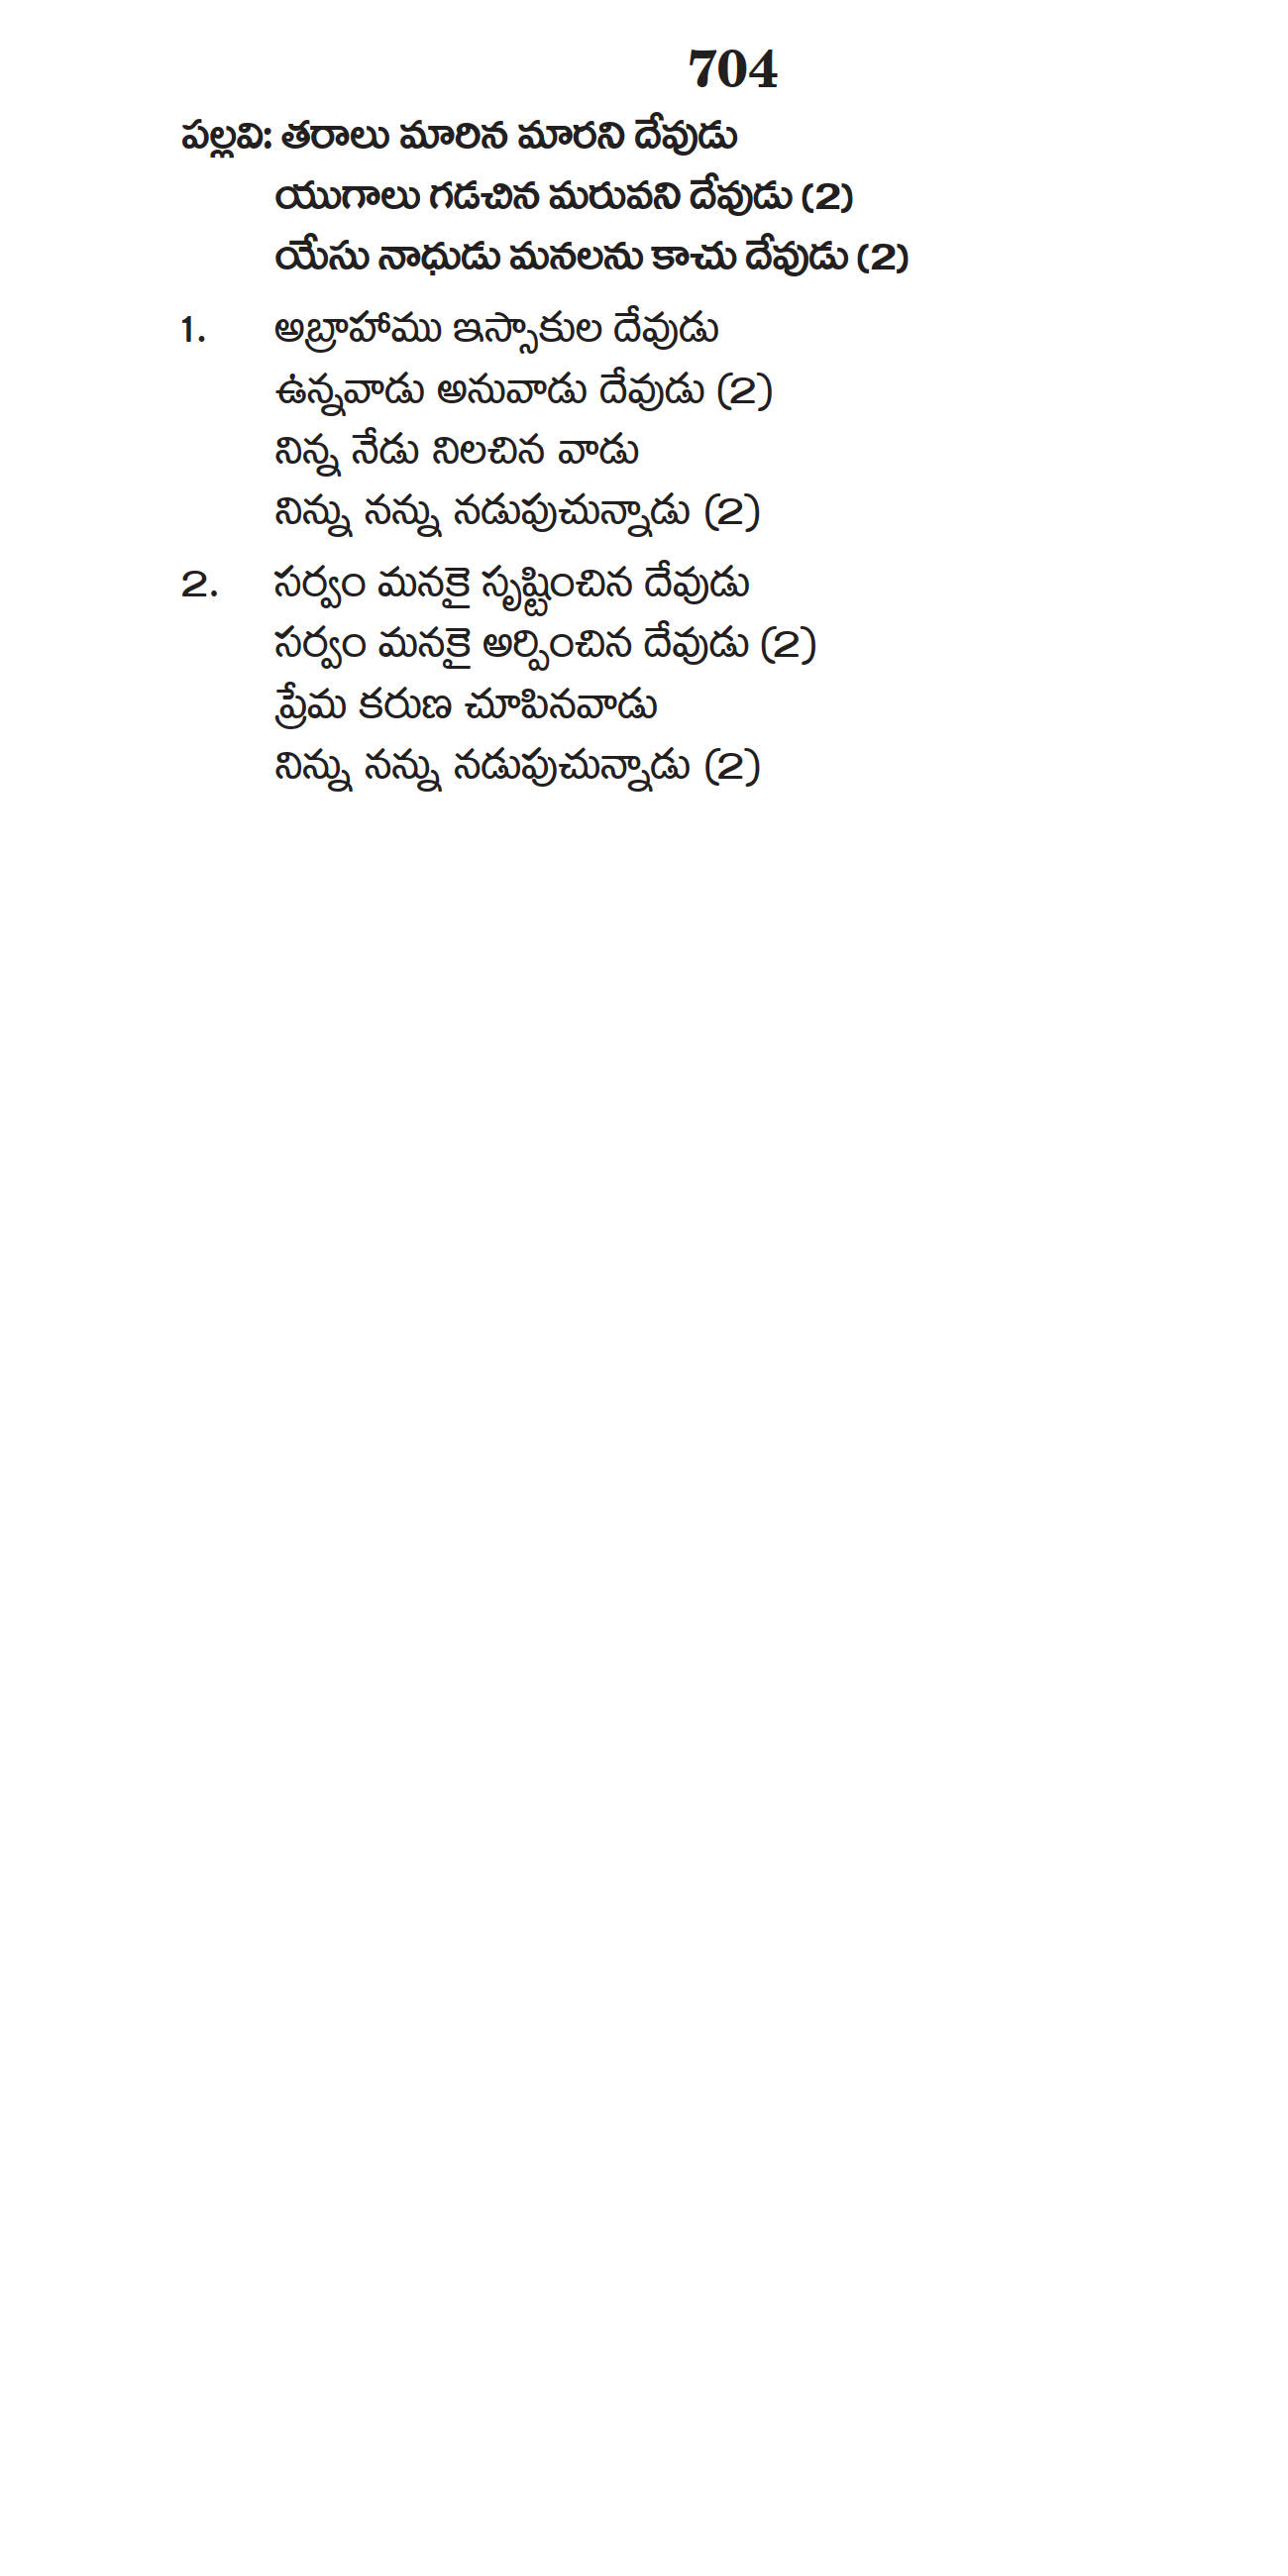 704
పల్లవి: తరాలు మారిన మారని దేవుడు
యుగాలు గడచిన మరువని దేవుడు (2)
యేసు నాధుడు మనలను కాచు దేవుడు (2)
1. అబ్రాహాము ఇస్సాకుల దేవుడు
ఉన్నవాడు అనువాడు దేవుడు (2)
నిన్న నేడు నిలచిన వాడు
నిన్ను నన్ను నడుపుచున్నాడు (2)
2. సర్వం మనకై సృష్టించిన దేవుడు
సర్వం మనకై అర్పించిన దేవుడు (2)
ప్రేమ కరుణ చూపినవాడు
నిన్ను నన్ను నడుపుచున్నాడు (2)